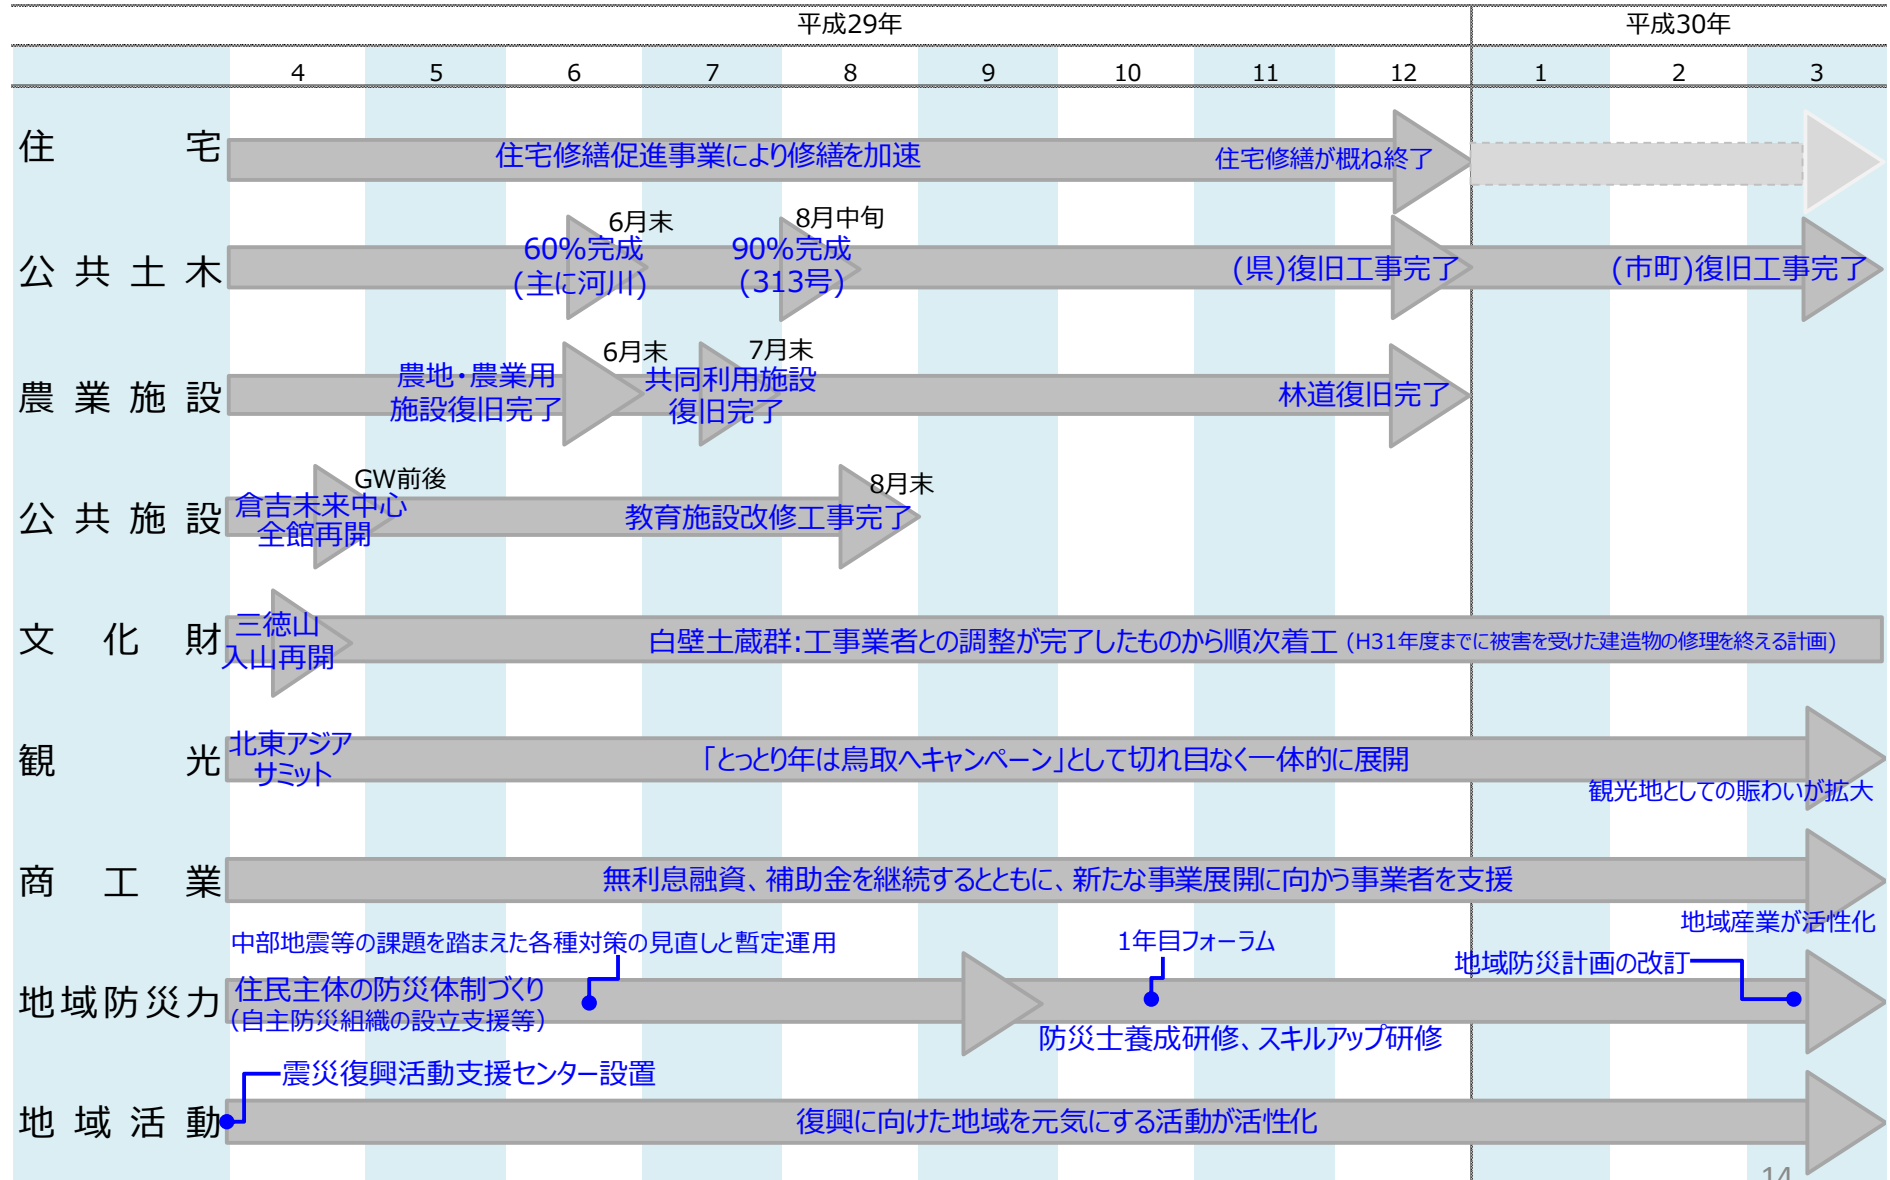 平成29年
平成30年
4 5 6 7 8 9 10 11 12 1 2 3
住宅
住宅修繕促進事業により修繕を加速
住宅修繕が概ね終了
公共土木
6月末
60%完成
(主に河川)
8月中旬
90%完成
(313号)
(県)復旧工事完了
(市町)復旧工事完了
農業施設
農地・農業用
施設復旧完了
6月末
7月末
共同利用施設
復旧完了
林道復旧完了
公共施設
GW前後
倉吉未来中心
全館再開
8月末
教育施設改修工事完了
文化財
三徳山
入山再開
白壁土蔵群:工事業者との調整が完了したものから順次着工 (H31年度までに被害を受けた建造物の修理を終える計画)
観光
北東アジア
サミット
「とっとり年は鳥取へキャンペーン」として切れ目なく一体的に展開
観光地としての賑わいが拡大
商工業
無利息融資、補助金を継続するとともに、新たな事業展開に向かう事業者を支援
地域産業が活性化
地域防災力
中部地震等の課題を踏まえた各種対策の見直しと暫定運用
住民主体の防災体制づくり
(自主防災組織の設立支援等)
1年目フォーラム
防災士養成研修、スキルアップ研修
地域防災計画の改訂
地域活動
震災復興活動支援センター設置
復興に向けた地域を元気にする活動が活性化
14